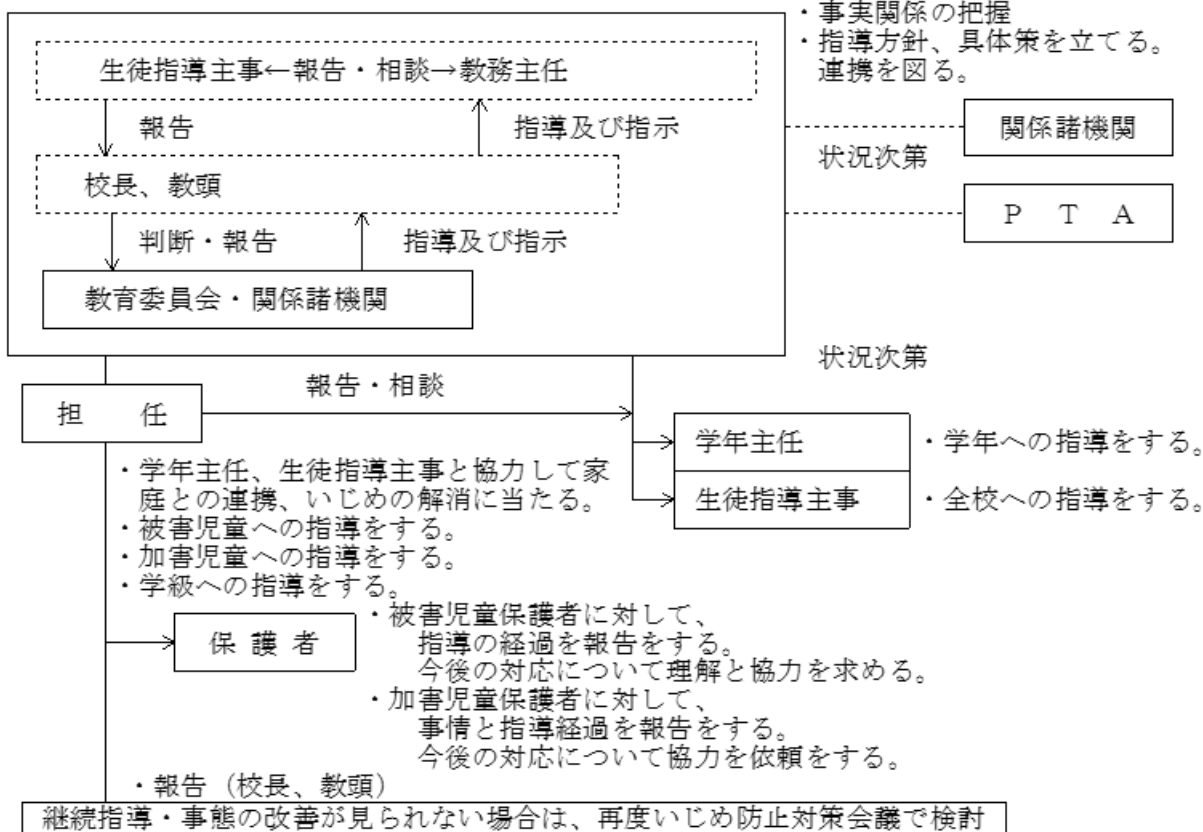 ・事実関係の把握
・指導方針、具体策を立てる。
連携を図る。
生徒指導主事←報告・相談→教務主任
報告
指導及び指示
関係諸機関
状況次第
校長、教頭
P T A
判断・報告
指導及び指示
教育委員会・関係諸機関
状況次第
報告・相談
担 任
学年主任
・学年への指導をする。
・学年主任、生徒指導主事と協力して家
庭との連携、いじめの解消に当たる。
生徒指導主事
・全校への指導をする。
・被害児童への指導をする。
・加害児童への指導をする。
・学級への指導をする。
保 護 者
・被害児童保護者に対して、
指導の経過を報告をする。
今後の対応について理解と協力を求める。
・加害児童保護者に対して、
事情と指導経過を報告をする。
今後の対応について協力を依頼をする。
・報告（校長、教頭）
継続指導・事態の改善が見られない場合は、再度いじめ防止対策会議で検討